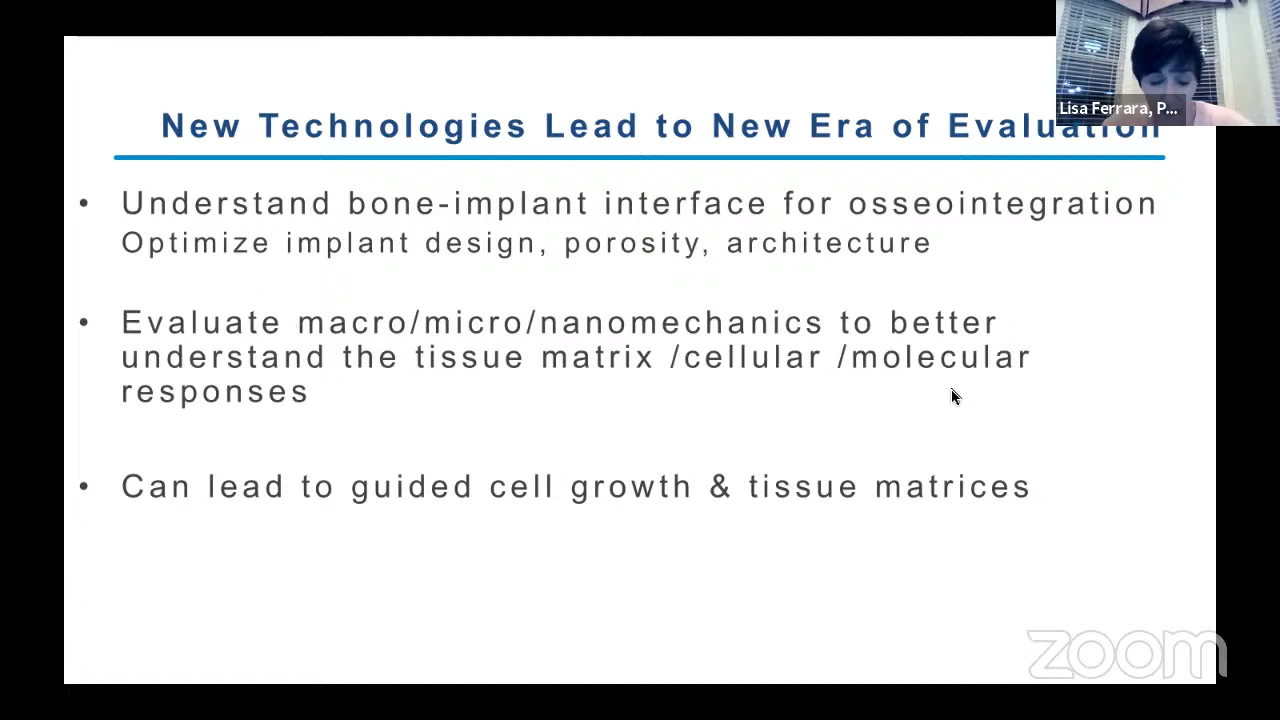 Lisa Ferrara, P...
New Technologies Lead to New Era of Evaluation
• Understand bone-implant interface for osseointegration
Optimize implant design, porosity, architecture
• Evaluate macro/micro/nanomechanics to better
understand the tissue matrix /cellular /molecular
responses
• Can lead to guided cell growth & tissue matrices
zoom